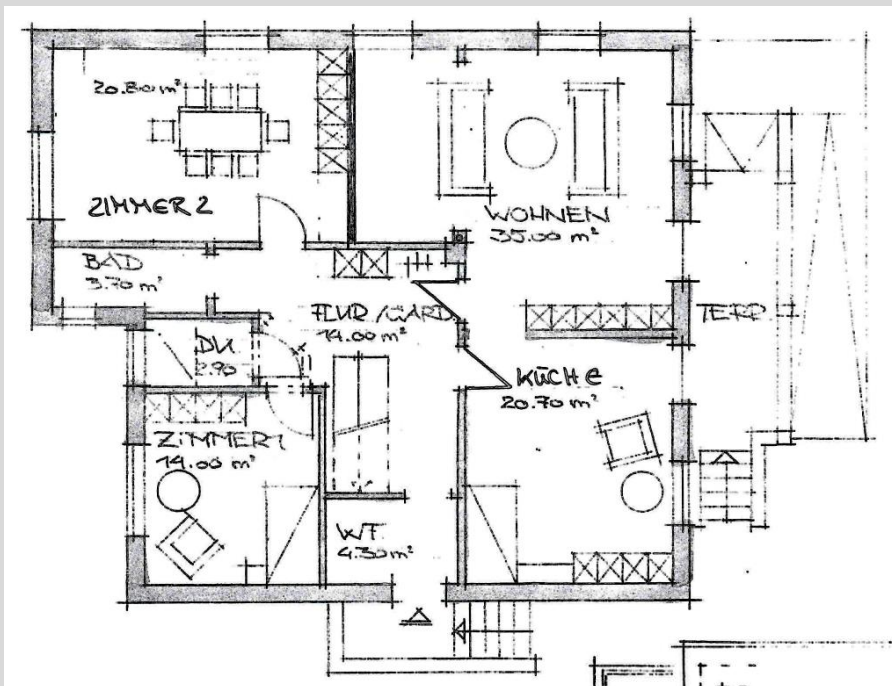 20.80 m²
ZIMMER 2
WOHNEN
35.00 m²
BAD
3.70 m²
FLUR/GARD
14.00 m²
TERR.
DU
2.90
KÜCHE
20.70 m²
ZIMMER 1
14.00 m²
WF.
4.30 m²